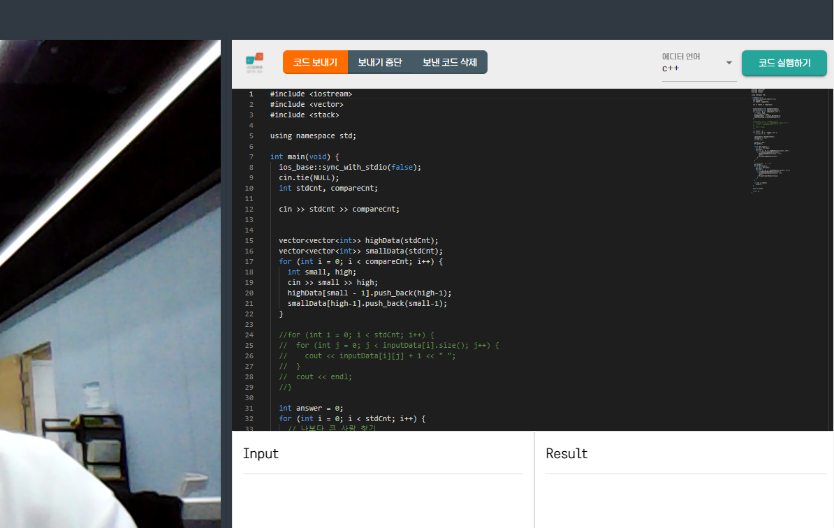 코드 보내기
보내기 중단
보낸 코드 삭제
에디터 언어
c++
코드 실행하기
1 #include <iostream>
2 #include <vector>
3 #include <stack>
4
5 using namespace std;
6
7 int main(void) {
8 ios_base::sync_with_stdio(false);
9 cin.tie(NULL);
10 int stdCnt, compareCnt;
11
12 cin >> stdCnt >> compareCnt;
13
14
15 vector<vector<int>> highData(stdCnt);
16 vector<vector<int>> smallData(stdCnt);
17 for (int i = 0; i < compareCnt; i++) {
18 int small, high;
19 cin >> small >> high;
20 highData[small - 1].push_back(high-1);
21 smallData[high-1].push_back(small-1);
22 }
23
24 //for (int i = 0; i < stdCnt; i++) {
25 // for (int j = 0; j < inputData[i].size(); j++) {
26 // cout << inputData[i][j] + 1 << " ";
27 // }
28 // cout << endl;
29 //}
30
31 int answer = 0;
32 for (int i = 0; i < stdCnt; i++) {
33 // 나보다 큰 사람 찾기
Input
Result